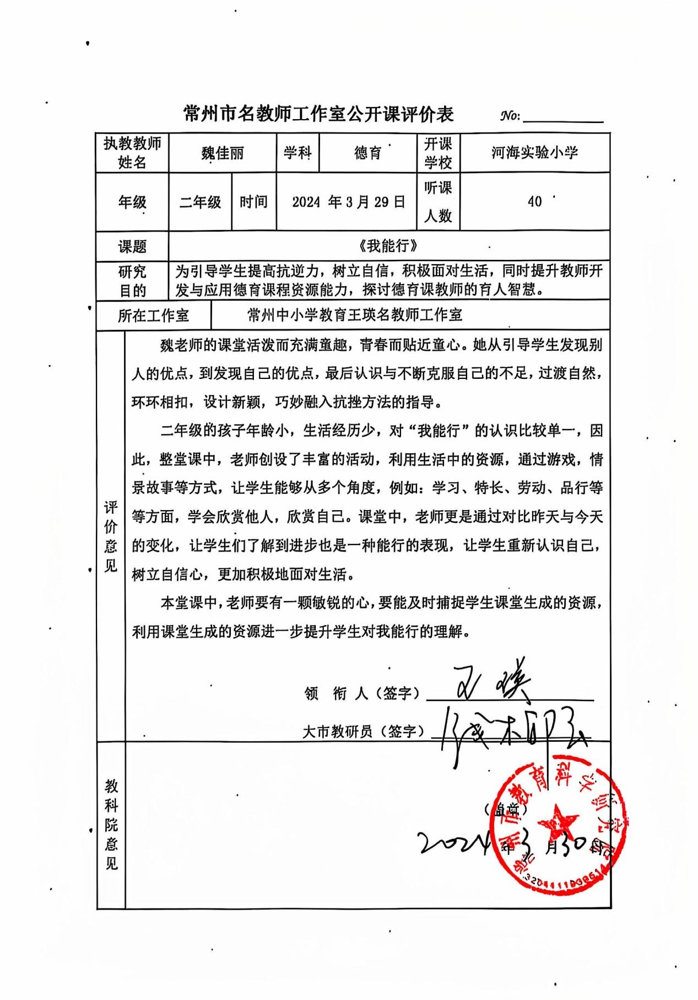 常州市名教师工作室公开课评价表 No:
执教教师姓名 魏佳丽 学科 德育 开课学校 河海实验小学
年级 二年级 时间 2024 年 3 月 29 日 听课人数 40
课题 《我能行》
研究目的 为引导学生提高抗逆力，树立自信，积极面对生活，同时提升教师开
发与应用德育课程资源能力，探讨德育课教师的育人智慧。
所在工作室 常州中小学教育王瑛名教师工作室
评价意见
魏老师的课堂活泼而充满童趣，青春而贴近童心。她从引导学生发现别
人的优点，到发现自己的优点，最后认识与不断克服自己的不足，过渡自然，
环环相扣，设计新颖，巧妙融入抗挫方法的指导。
二年级的孩子年龄小，生活经历少，对“我能行”的认识比较单一，因
此，整堂课中，老师创设了丰富的活动，利用生活中的资源，通过游戏，情
景故事等方式，让学生能够从多个角度，例如：学习、特长、劳动、品行等
等方面，学会欣赏他人，欣赏自己。课堂中，老师更是通过对比昨天与今天
的变化，让学生们了解到进步也是一种能行的表现，让学生重新认识自己，
树立自信心，更加积极地面对生活。
本堂课中，老师要有一颗敏锐的心，要能及时捕捉学生课堂生成的资源，
利用课堂生成的资源进一步提升学生对我能行的理解。
领 衔 人（签字） 王瑛
大市教研员（签字）
教科院意见
（盖章）
2024 年 3 月 30 日
常州市教育科学研究院